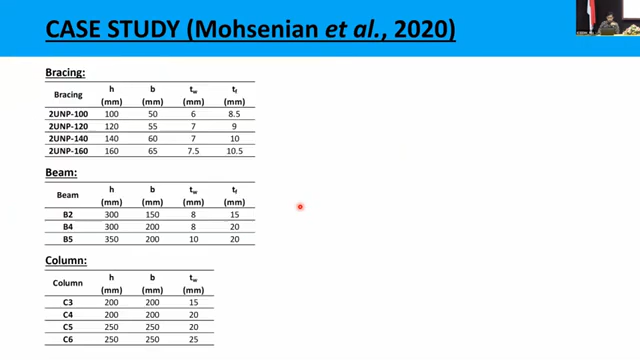 CASE STUDY (Mohsenian et al., 2020)
Bracing:
Bracing h (mm) b (mm) tw (mm) tf (mm)
2UNP-100 100 50 6 8.5
2UNP-120 120 55 7 9
2UNP-140 140 60 7 10
2UNP-160 160 65 7.5 10.5
Beam:
Beam h (mm) b (mm) tw (mm) tf (mm)
B2 300 150 8 15
B4 300 200 8 20
B5 350 200 10 20
Column:
Column h (mm) b (mm) tw (mm)
C3 200 200 15
C4 200 200 20
C5 250 250 20
C6 250 250 25